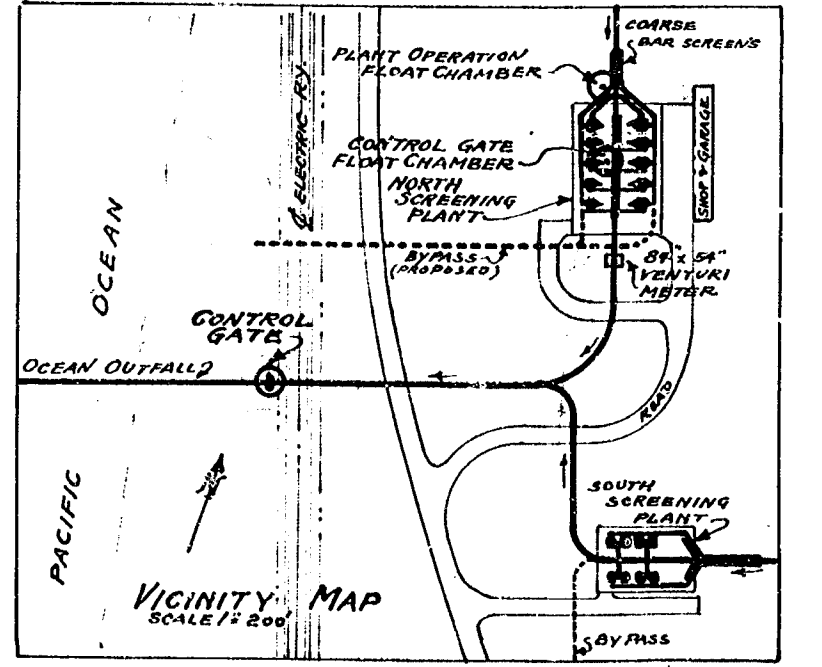 COARSE
BAR SCREEN'S
PLANT OPERATION
FLOAT CHAMBER
℄ ELECTRIC RY.
CONTROL GATE
FLOAT CHAMBER
SHOP & GARAGE
NORTH
SCREENING
PLANT
BYPASS
(PROPOSED)
84" x 54"
VENTURI
METER
OCEAN
CONTROL
GATE
OCEAN OUTFALL
ROAD
PACIFIC
SOUTH
SCREENING
PLANT
VICINITY MAP
SCALE 1"=200'
BYPASS